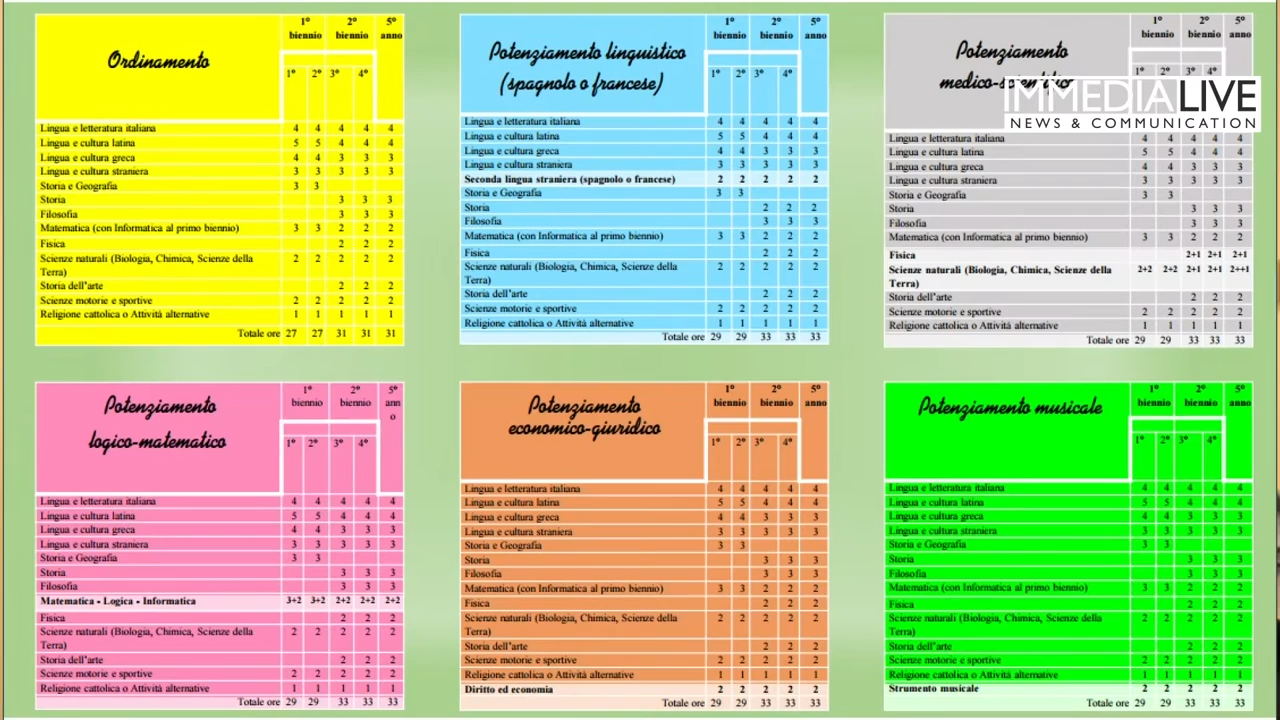 Ordinamento
1° biennio 2° biennio 5° anno
1° 2° 3° 4°
Lingua e letteratura italiana 4 4 4 4 4
Lingua e cultura latina 5 5 4 4 4
Lingua e cultura greca 4 4 3 3 3
Lingua e cultura straniera 3 3 3 3 3
Storia e Geografia 3 3
Storia 3 3 3
Filosofia 3 3 3
Matematica (con Informatica al primo biennio) 3 3 2 2 2
Fisica 2 2 2
Scienze naturali (Biologia, Chimica, Scienze della 2 2 2 2 2
Terra)
Storia dell'arte 2 2 2
Scienze motorie e sportive 2 2 2 2 2
Religione cattolica o Attività alternative 1 1 1 1 1
Totale ore 27 27 31 31 31
Potenziamento linguistico
(spagnolo o francese)
1° biennio 2° biennio 5° anno
1° 2° 3° 4°
Lingua e letteratura italiana 4 4 4 4 4
Lingua e cultura latina 5 5 4 4 4
Lingua e cultura greca 4 4 3 3 3
Lingua e cultura straniera 3 3 3 3 3
Seconda lingua straniera (spagnolo o francese) 2 2 2 2 2
Storia e Geografia 3 3
Storia 2 2 2
Filosofia 3 3 3
Matematica (con Informatica al primo biennio) 3 3 2 2 2
Fisica 2 2 2
Scienze naturali (Biologia, Chimica, Scienze della 2 2 2 2 2
Terra)
Storia dell'arte 2 2 2
Scienze motorie e sportive 2 2 2 2 2
Religione cattolica o Attività alternative 1 1 1 1 1
Totale ore 29 29 33 33 33
Potenziamento
medico-scientifico
1° biennio 2° biennio 5° anno
1° 2° 3° 4°
IMMEDIALIVE
NEWS & COMMUNICATION
Lingua e letteratura italiana 4 4 4 4 4
Lingua e cultura latina 5 5 4 4 4
Lingua e cultura greca 4 4 3 3 3
Lingua e cultura straniera 3 3 3 3 3
Storia e Geografia 3 3
Storia 3 3 3
Filosofia 3 3 3
Matematica (con Informatica al primo biennio) 3 3 2 2 2
Fisica 2+1 2+1 2+1
Scienze naturali (Biologia, Chimica, Scienze della 2+2 2+2 2+1 2+1 2++1
Terra)
Storia dell'arte 2 2 2
Scienze motorie e sportive 2 2 2 2 2
Religione cattolica o Attività alternative 1 1 1 1 1
Totale ore 29 29 33 33 33
Potenziamento
logico-matematico
1° biennio 2° biennio 5° ann o
1° 2° 3° 4°
Lingua e letteratura italiana 4 4 4 4 4
Lingua e cultura latina 5 5 4 4 4
Lingua e cultura greca 4 4 3 3 3
Lingua e cultura straniera 3 3 3 3 3
Storia e Geografia 3 3
Storia 3 3 3
Filosofia 3 3 3
Matematica - Logica - Informatica 3+2 3+2 2+2 2+2 2+2
Fisica 2 2 2
Scienze naturali (Biologia, Chimica, Scienze della 2 2 2 2 2
Terra)
Storia dell'arte 2 2 2
Scienze motorie e sportive 2 2 2 2 2
Religione cattolica o Attività alternative 1 1 1 1 1
Totale ore 29 29 33 33 33
Potenziamento
economico-giuridico
1° biennio 2° biennio 5° anno
1° 2° 3° 4°
Lingua e letteratura italiana 4 4 4 4 4
Lingua e cultura latina 5 5 4 4 4
Lingua e cultura greca 4 4 3 3 3
Lingua e cultura straniera 3 3 3 3 3
Storia e Geografia 3 3
Storia 3 3 3
Filosofia 3 3 3
Matematica (con Informatica al primo biennio) 3 3 2 2 2
Fisica 2 2 2
Scienze naturali (Biologia, Chimica, Scienze della 2 2 2 2 2
Terra)
Storia dell'arte 2 2 2
Scienze motorie e sportive 2 2 2 2 2
Religione cattolica o Attività alternative 1 1 1 1 1
Diritto ed economia 2 2 2 2 2
Totale ore 29 29 33 33 33
Potenziamento musicale
1° biennio 2° biennio 5° anno
1° 2° 3° 4°
Lingua e letteratura italiana 4 4 4 4 4
Lingua e cultura latina 5 5 4 4 4
Lingua e cultura greca 4 4 3 3 3
Lingua e cultura straniera 3 3 3 3 3
Storia e Geografia 3 3
Storia 3 3 3
Filosofia 3 3 3
Matematica (con Informatica al primo biennio) 3 3 2 2 2
Fisica 2 2 2
Scienze naturali (Biologia, Chimica, Scienze della 2 2 2 2 2
Terra)
Storia dell'arte 2 2 2
Scienze motorie e sportive 2 2 2 2 2
Religione cattolica o Attività alternative 1 1 1 1 1
Strumento musicale 2 2 2 2 2
Totale ore 29 29 33 33 33